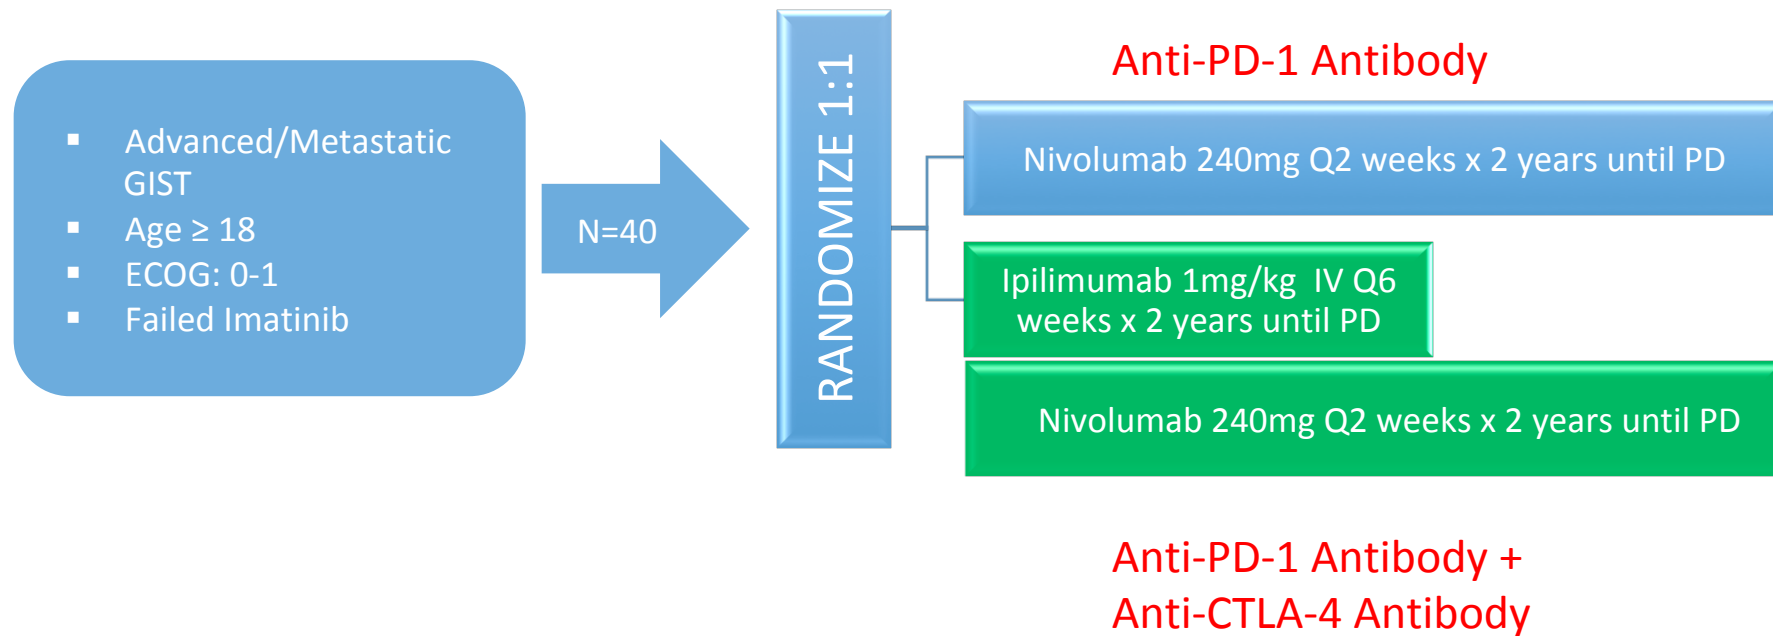 ▪ Advanced/Metastatic
GIST
▪ Age ≥ 18
▪ ECOG: 0-1
▪ Failed Imatinib
N=40
RANDOMIZE 1:1
Anti-PD-1 Antibody
Nivolumab 240mg Q2 weeks x 2 years until PD
Ipilimumab 1mg/kg IV Q6
weeks x 2 years until PD
Nivolumab 240mg Q2 weeks x 2 years until PD
Anti-PD-1 Antibody +
Anti-CTLA-4 Antibody